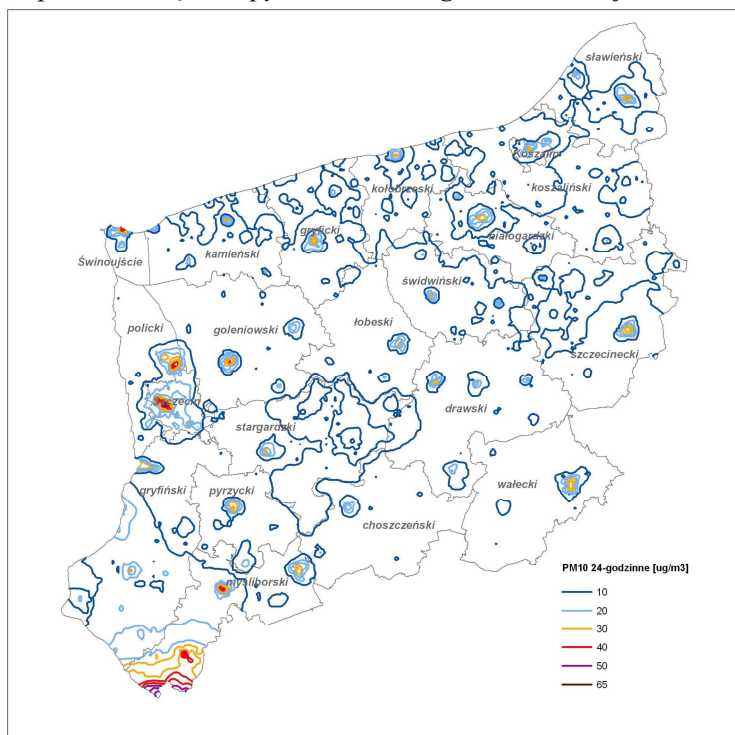 sławieński
Koszalin
kołobrzeski
koszaliński
gryficki
białogardzki
kamieński
Świnoujście
świdwiński
policki
goleniowski
łobeski
szczecinecki
Szczecin
drawski
stargardzki
wałecki
gryfiński
pyrzycki
choszczeński
myśliborski
PM10 24-godzinne [ug/m3]
10
20
30
40
50
65